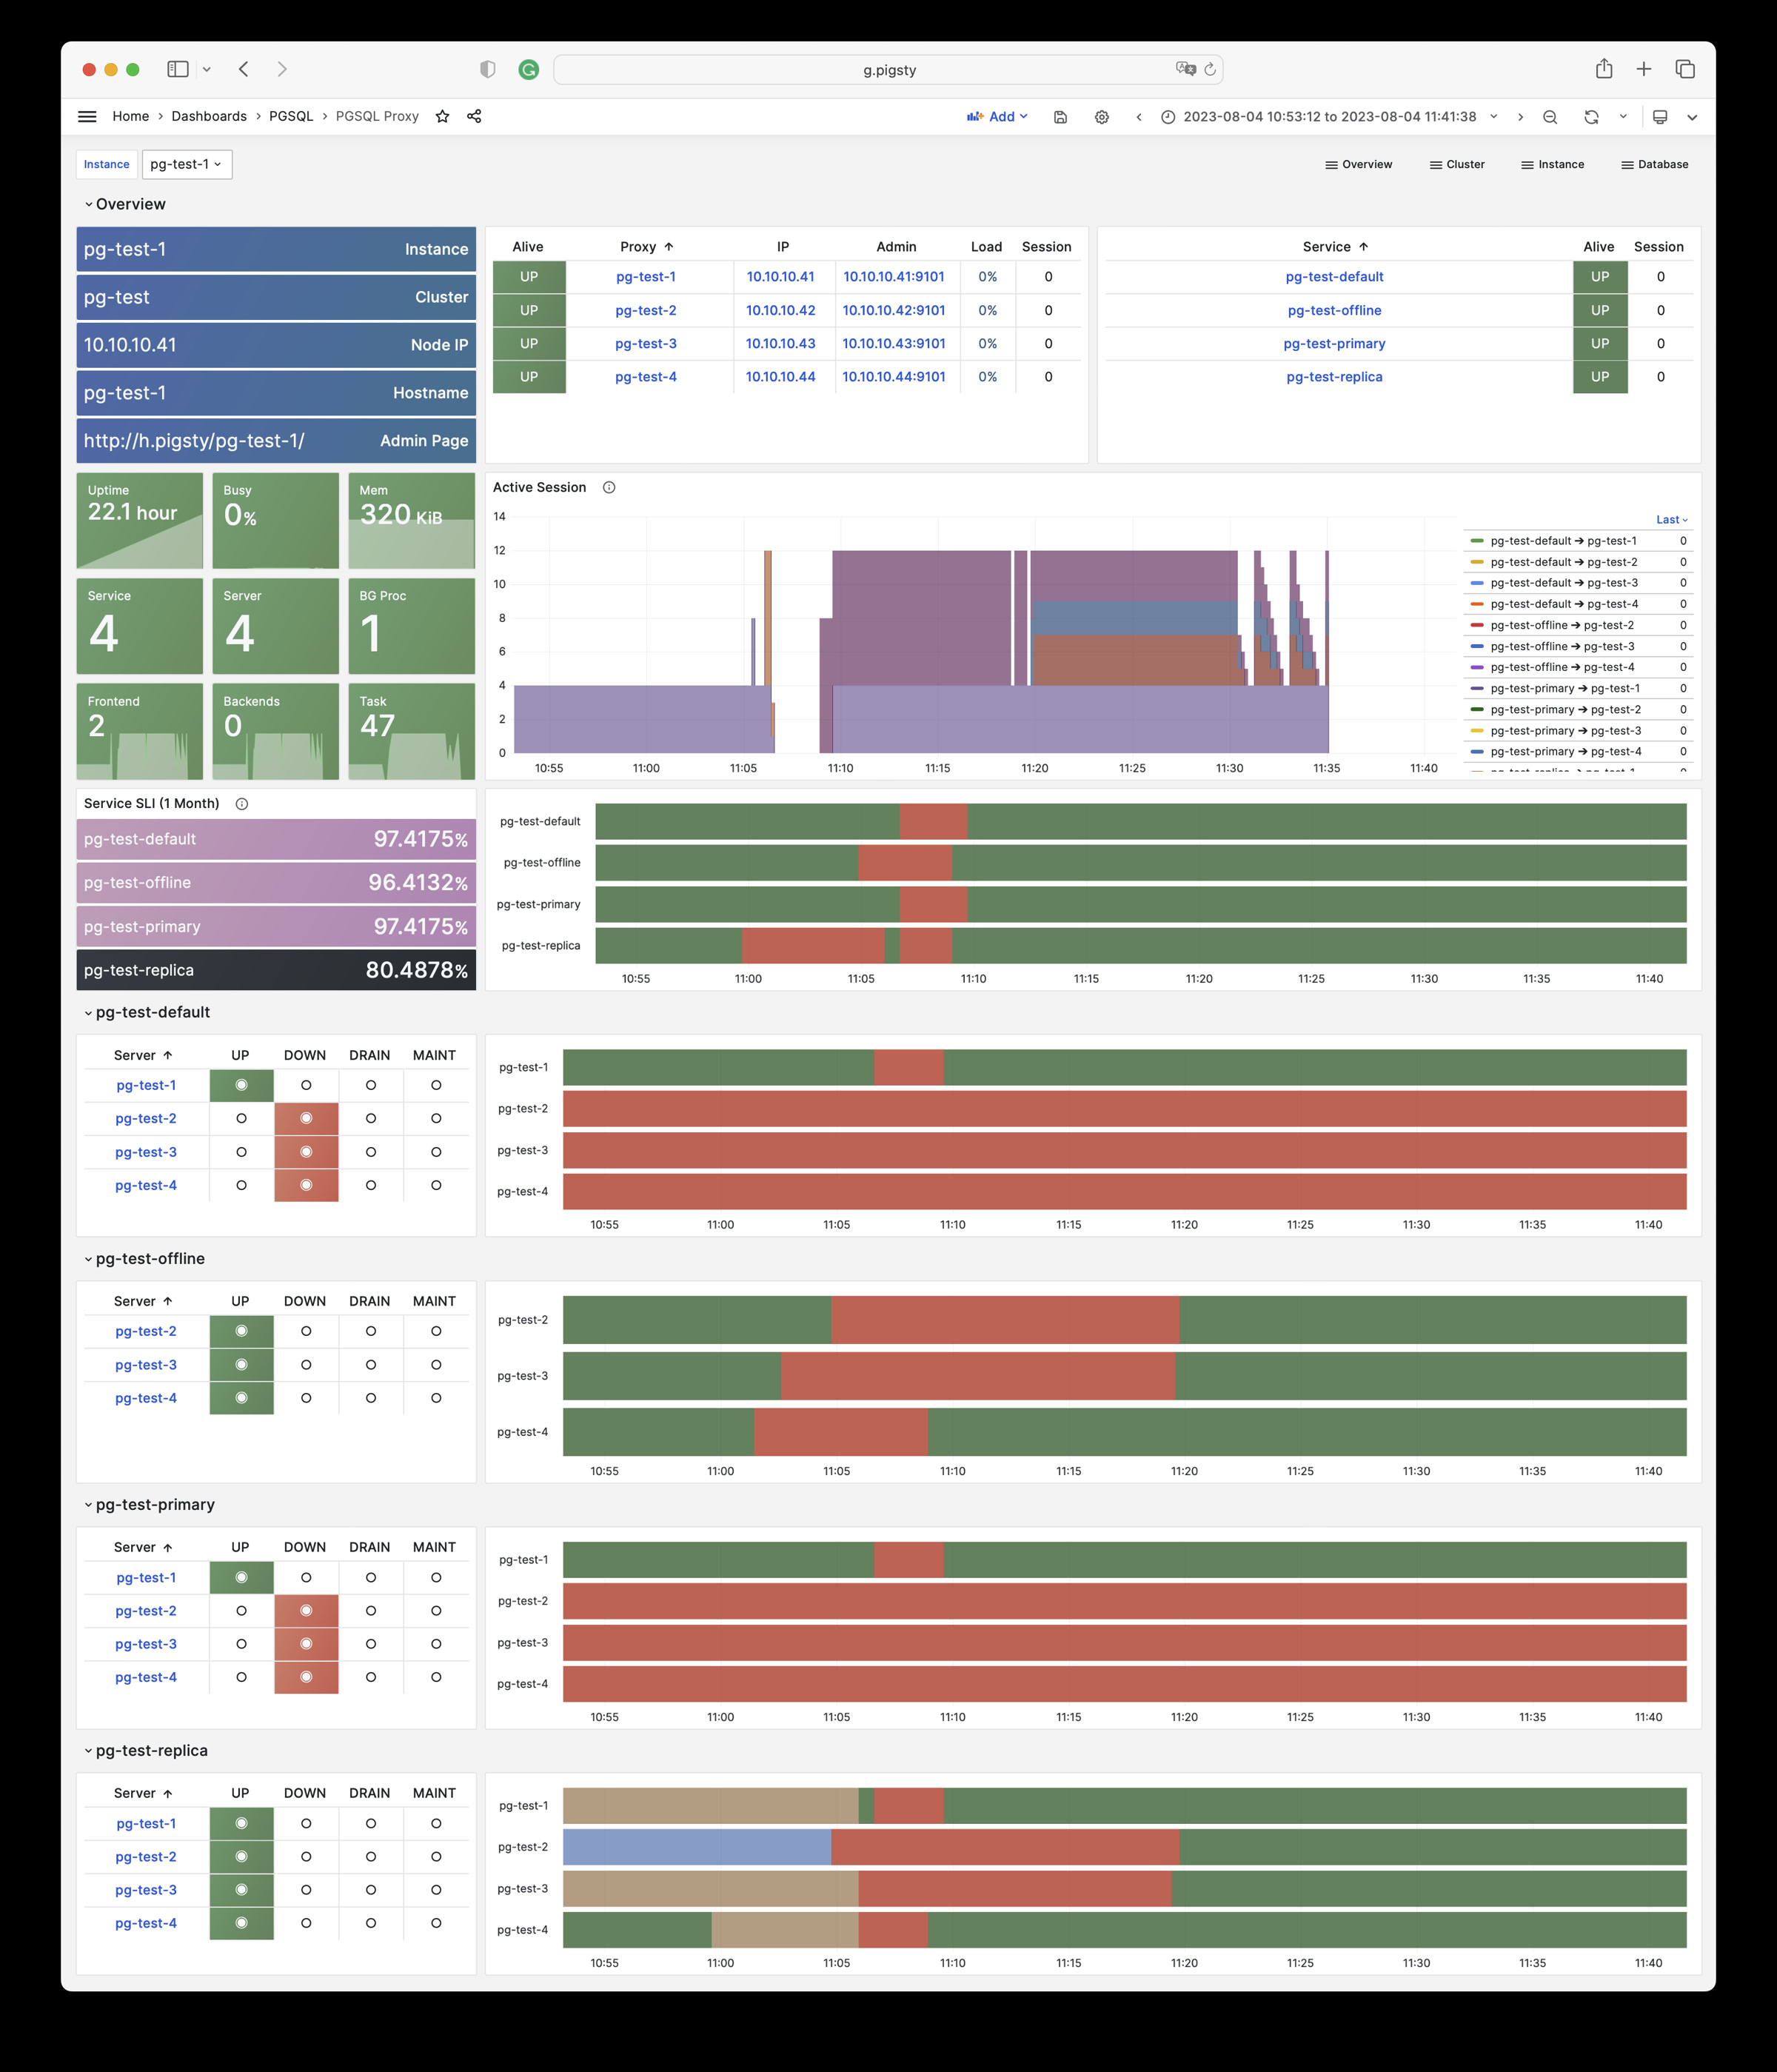 g.pigsty
Home > Dashboards > PGSQL > PGSQL Proxy Add 2023-08-04 10:53:12 to 2023-08-04 11:41:38
Instance pg-test-1 Overview Cluster Instance Database
Overview
pg-test-1 Instance
pg-test Cluster
10.10.10.41 Node IP
pg-test-1 Hostname
http://h.pigsty/pg-test-1/ Admin Page
Alive Proxy ↑ IP Admin Load Session
UP pg-test-1 10.10.10.41 10.10.10.41:9101 0% 0
UP pg-test-2 10.10.10.42 10.10.10.42:9101 0% 0
UP pg-test-3 10.10.10.43 10.10.10.43:9101 0% 0
UP pg-test-4 10.10.10.44 10.10.10.44:9101 0% 0
Service ↑ Alive Session
pg-test-default UP 0
pg-test-offline UP 0
pg-test-primary UP 0
pg-test-replica UP 0
Uptime
22.1 hour
Busy
0%
Mem
320 KiB
Service
4
Server
4
BG Proc
1
Frontend
2
Backends
0
Task
47
Active Session
14
12
10
8
6
4
2
0
10:55 11:00 11:05 11:10 11:15 11:20 11:25 11:30 11:35 11:40
Last
pg-test-default ➔ pg-test-1 0
pg-test-default ➔ pg-test-2 0
pg-test-default ➔ pg-test-3 0
pg-test-default ➔ pg-test-4 0
pg-test-offline ➔ pg-test-2 0
pg-test-offline ➔ pg-test-3 0
pg-test-offline ➔ pg-test-4 0
pg-test-primary ➔ pg-test-1 0
pg-test-primary ➔ pg-test-2 0
pg-test-primary ➔ pg-test-3 0
pg-test-primary ➔ pg-test-4 0
Service SLI (1 Month)
pg-test-default 97.4175%
pg-test-offline 96.4132%
pg-test-primary 97.4175%
pg-test-replica 80.4878%
pg-test-default
pg-test-offline
pg-test-primary
pg-test-replica
10:55 11:00 11:05 11:10 11:15 11:20 11:25 11:30 11:35 11:40
pg-test-default
Server ↑ UP DOWN DRAIN MAINT
pg-test-1
pg-test-2
pg-test-3
pg-test-4
pg-test-1
pg-test-2
pg-test-3
pg-test-4
10:55 11:00 11:05 11:10 11:15 11:20 11:25 11:30 11:35 11:40
pg-test-offline
Server ↑ UP DOWN DRAIN MAINT
pg-test-2
pg-test-3
pg-test-4
pg-test-2
pg-test-3
pg-test-4
10:55 11:00 11:05 11:10 11:15 11:20 11:25 11:30 11:35 11:40
pg-test-primary
Server ↑ UP DOWN DRAIN MAINT
pg-test-1
pg-test-2
pg-test-3
pg-test-4
pg-test-1
pg-test-2
pg-test-3
pg-test-4
10:55 11:00 11:05 11:10 11:15 11:20 11:25 11:30 11:35 11:40
pg-test-replica
Server ↑ UP DOWN DRAIN MAINT
pg-test-1
pg-test-2
pg-test-3
pg-test-4
pg-test-1
pg-test-2
pg-test-3
pg-test-4
10:55 11:00 11:05 11:10 11:15 11:20 11:25 11:30 11:35 11:40